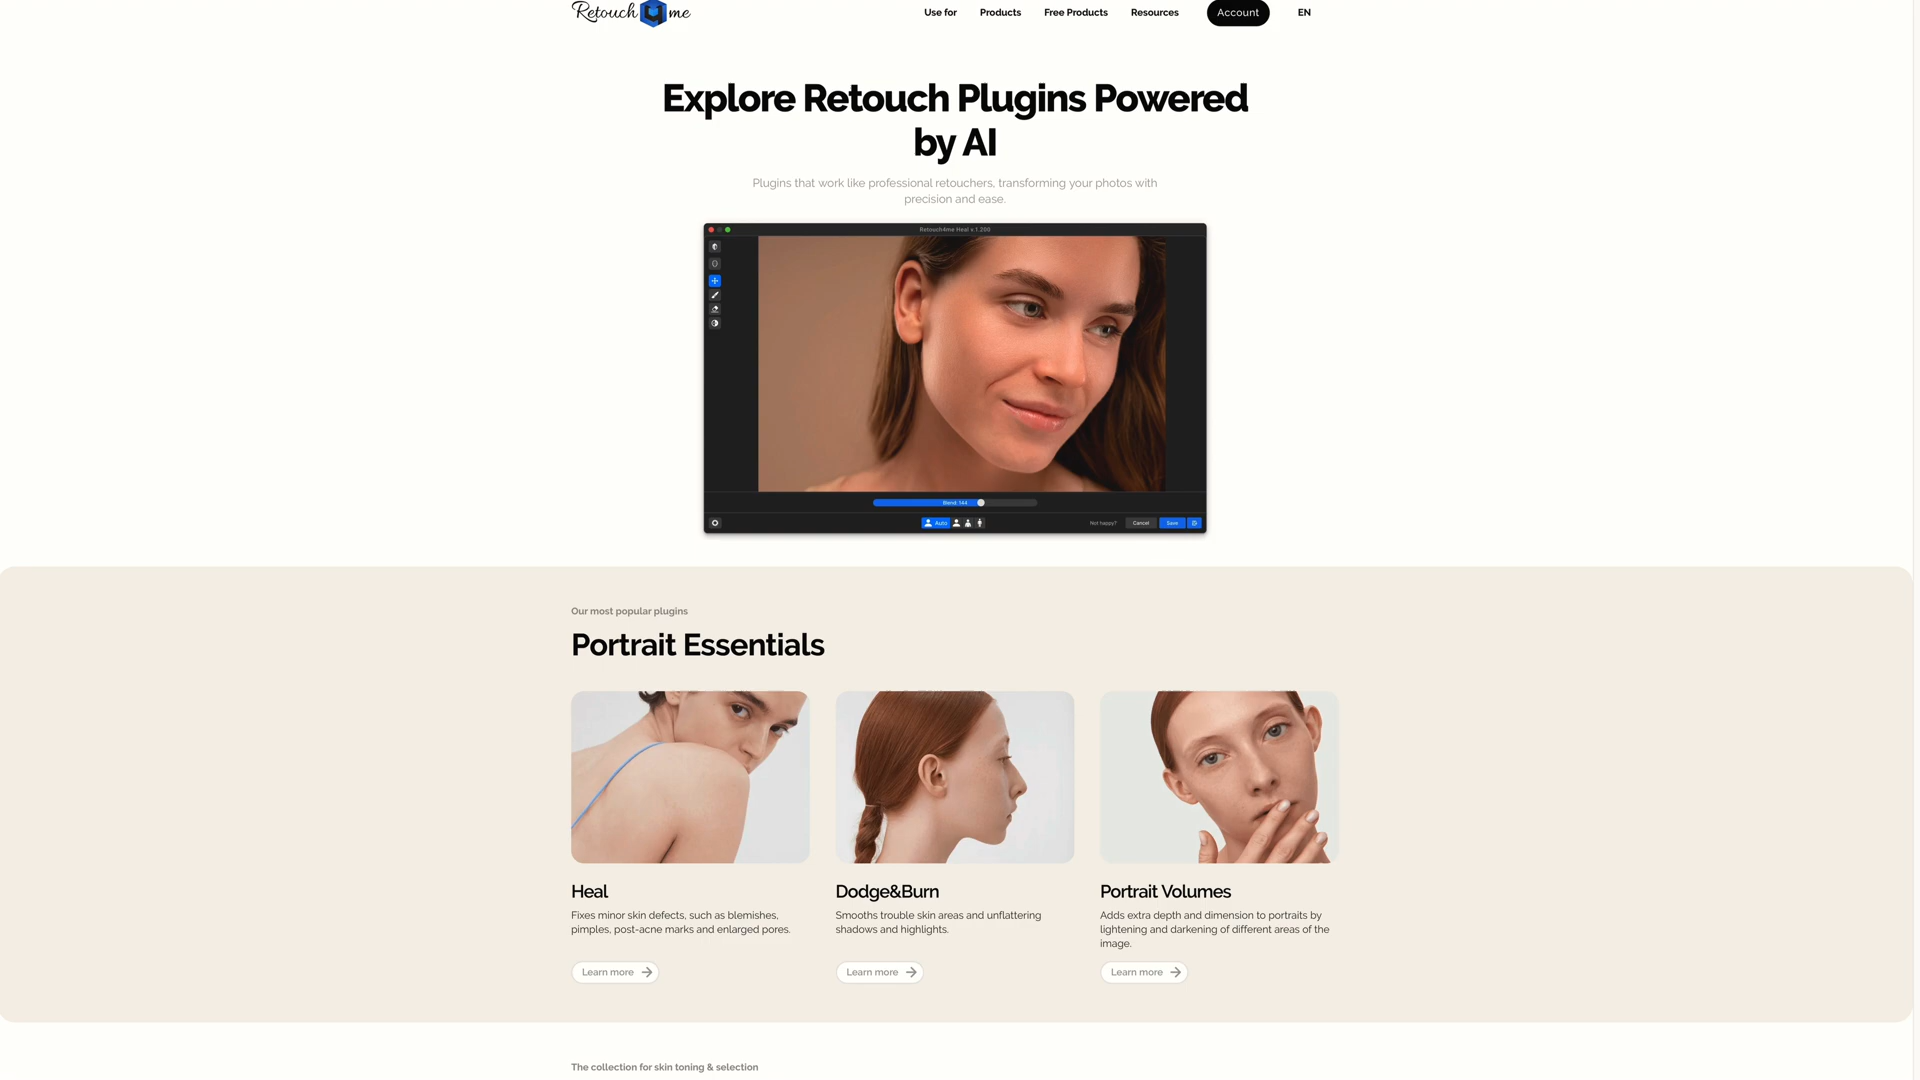 Retouch4me
Use for
Products
Free Products
Resources
Account
EN
Explore Retouch Plugins Powered
by AI
Plugins that work like professional retouchers, transforming your photos with
precision and ease.
Retouch4me Heal v.1.200
Blend: 144
Auto
Not happy?
Cancel
Save
Our most popular plugins
Portrait Essentials
Heal
Fixes minor skin defects, such as blemishes,
pimples, post-acne marks and enlarged pores.
Learn more
Dodge&Burn
Smooths trouble skin areas and unflattering
shadows and highlights.
Learn more
Portrait Volumes
Adds extra depth and dimension to portraits by
lightening and darkening of different areas of the
image.
Learn more
The collection for skin toning & selection